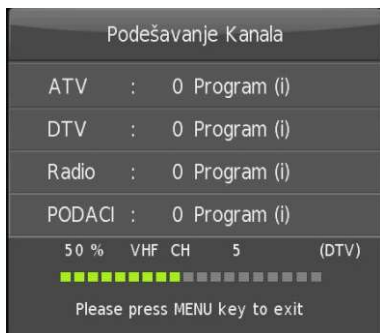 Podešavanje Kanala
ATV : 0 Program (i)
DTV : 0 Program (i)
Radio : 0 Program (i)
PODACI : 0 Program (i)
50 % VHF CH 5 (DTV)
Please press MENU key to exit